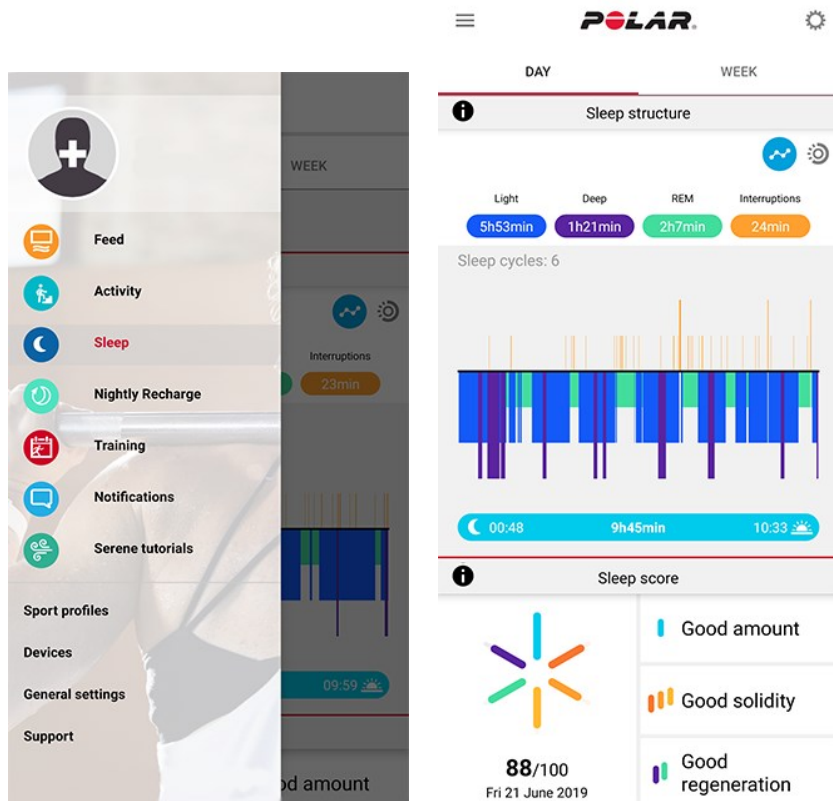 WEEK
Feed
Activity
Sleep
Interruptions
23min
Nightly Recharge
Training
Notifications
Serene tutorials
Sport profiles
Devices
General settings
09:59
Support
od amount
POLAR.
DAY WEEK
Sleep structure
Light Deep REM Interruptions
5h53min 1h21min 2h7min 24min
Sleep cycles: 6
00:48 9h45min 10:33
Sleep score
Good amount
Good solidity
Good
regeneration
88/100
Fri 21 June 2019